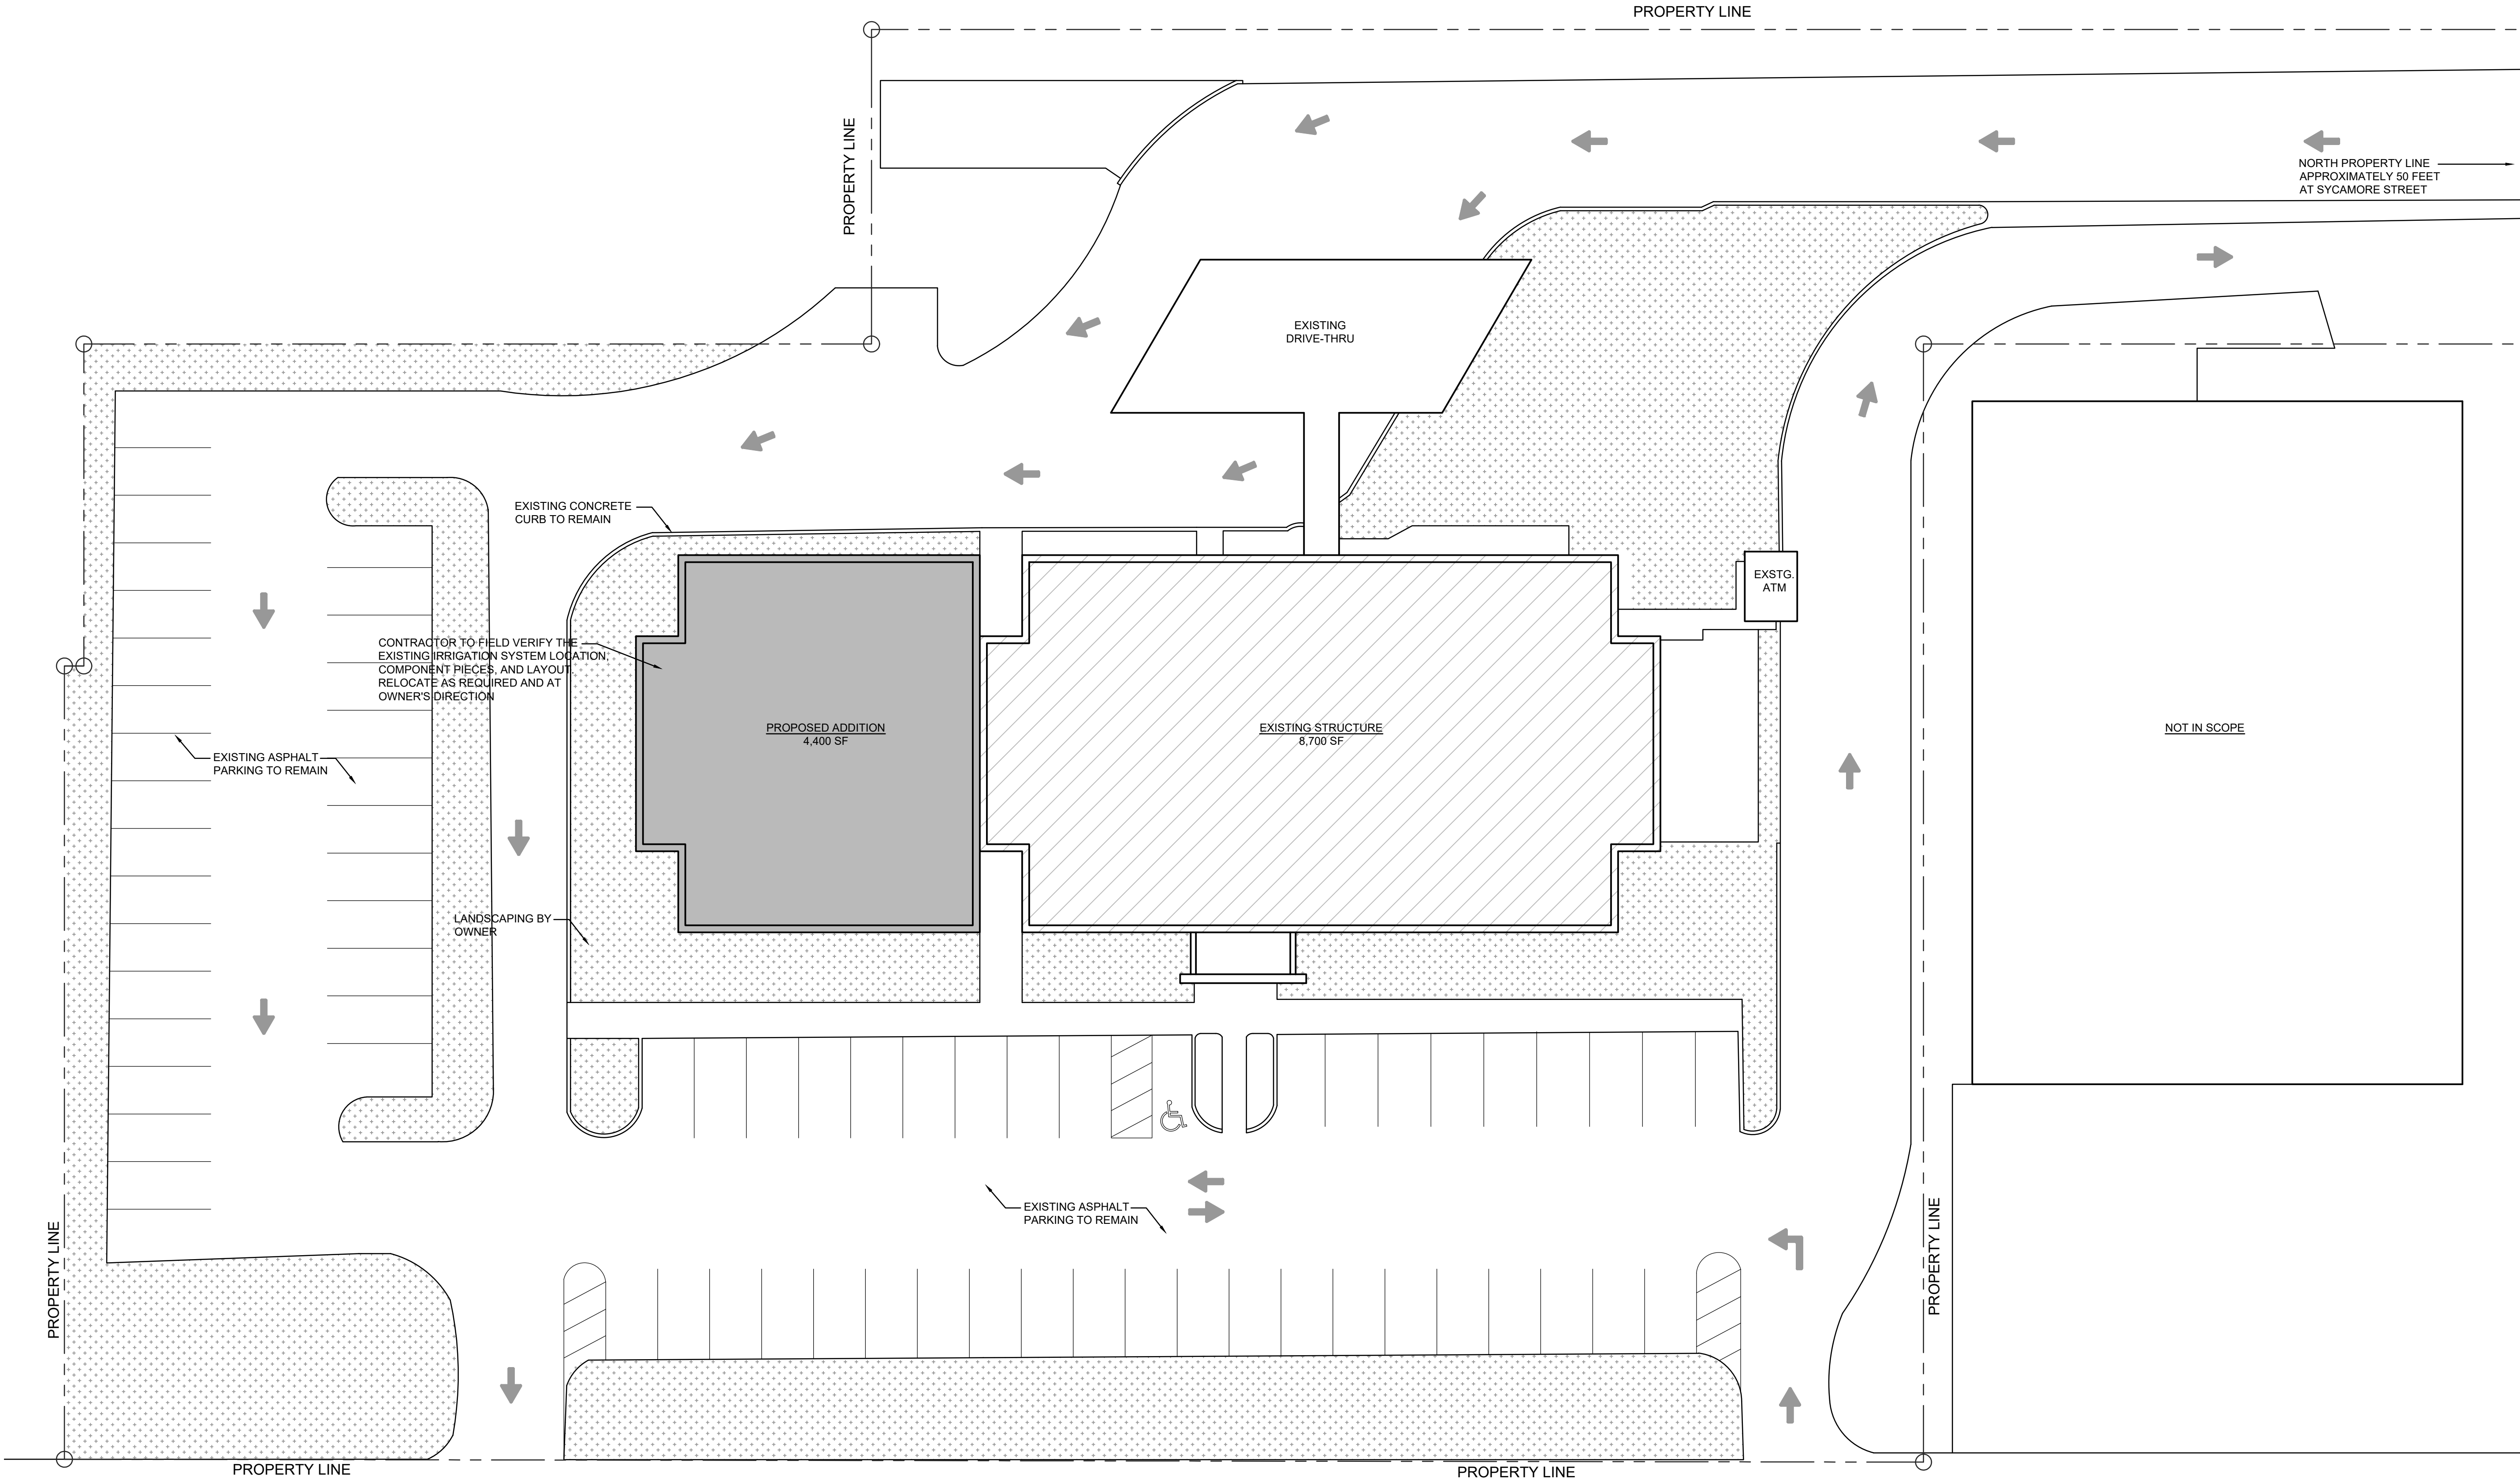 PROPERTY LINE
PROPERTY LINE
NORTH PROPERTY LINE
APPROXIMATELY 50 FEET
AT SYCAMORE STREET
EXISTING
DRIVE-THRU
EXISTING CONCRETE
CURB TO REMAIN
EXSTG.
ATM
CONTRACTOR TO FIELD VERIFY THE
EXISTING IRRIGATION SYSTEM LOCATION,
COMPONENT PIECES, AND LAYOUT.
RELOCATE AS REQUIRED AND AT
OWNER'S DIRECTION
PROPOSED ADDITION
4,400 SF
EXISTING STRUCTURE
8,700 SF
NOT IN SCOPE
EXISTING ASPHALT
PARKING TO REMAIN
LANDSCAPING BY
OWNER
EXISTING ASPHALT
PARKING TO REMAIN
PROPERTY LINE
PROPERTY LINE
PROPERTY LINE
PROPERTY LINE